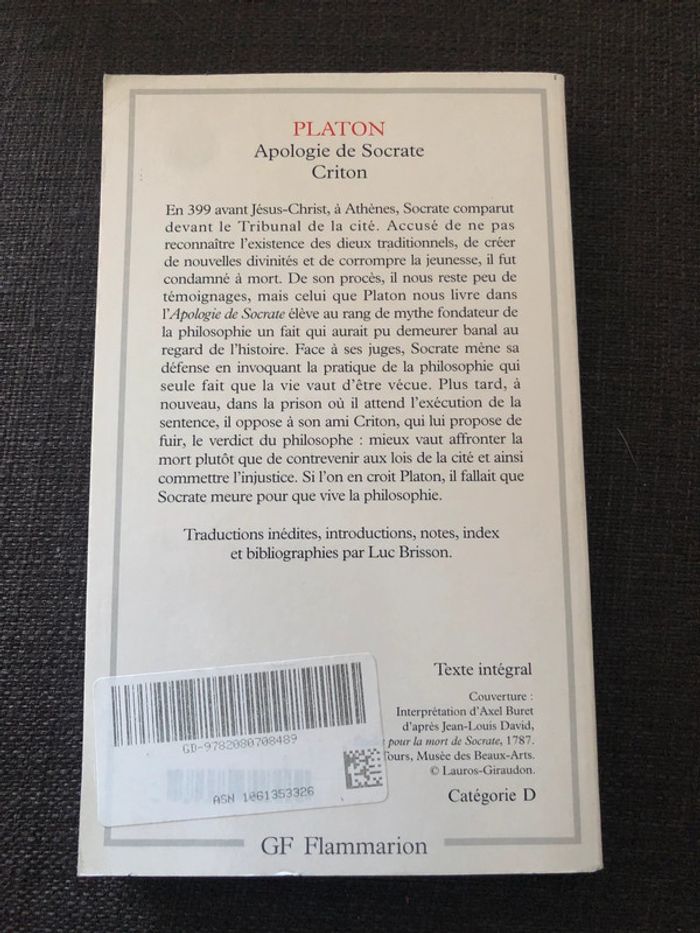 PLATON
Apologie de Socrate
Criton
En 399 avant Jésus-Christ, à Athènes, Socrate comparut
devant le Tribunal de la cité. Accusé de ne pas
reconnaître l'existence des dieux traditionnels, de créer
de nouvelles divinités et de corrompre la jeunesse, il fut
condamné à mort. De son procès, il nous reste peu de
témoignages, mais celui que Platon nous livre dans
l'Apologie de Socrate élève au rang de mythe fondateur de
la philosophie un fait qui aurait pu demeurer banal au
regard de l'histoire. Face à ses juges, Socrate mène sa
défense en invoquant la pratique de la philosophie qui
seule fait que la vie vaut d'être vécue. Plus tard, à
nouveau, dans la prison où il attend l'exécution de la
sentence, il oppose à son ami Criton, qui lui propose de
fuir, le verdict du philosophe : mieux vaut affronter la
mort plutôt que de contrevenir aux lois de la cité et ainsi
commettre l'injustice. Si l'on en croit Platon, il fallait que
Socrate meure pour que vive la philosophie.
Traductions inédites, introductions, notes, index
et bibliographies par Luc Brisson.
Texte intégral
Couverture :
Interprétation d'Axel Buret
d'après Jean-Louis David,
pour la mort de Socrate, 1787.
Tours, Musée des Beaux-Arts.
© Lauros-Giraudon.
Catégorie D
GD-9782080708489
ASN 1061353326
GF Flammarion